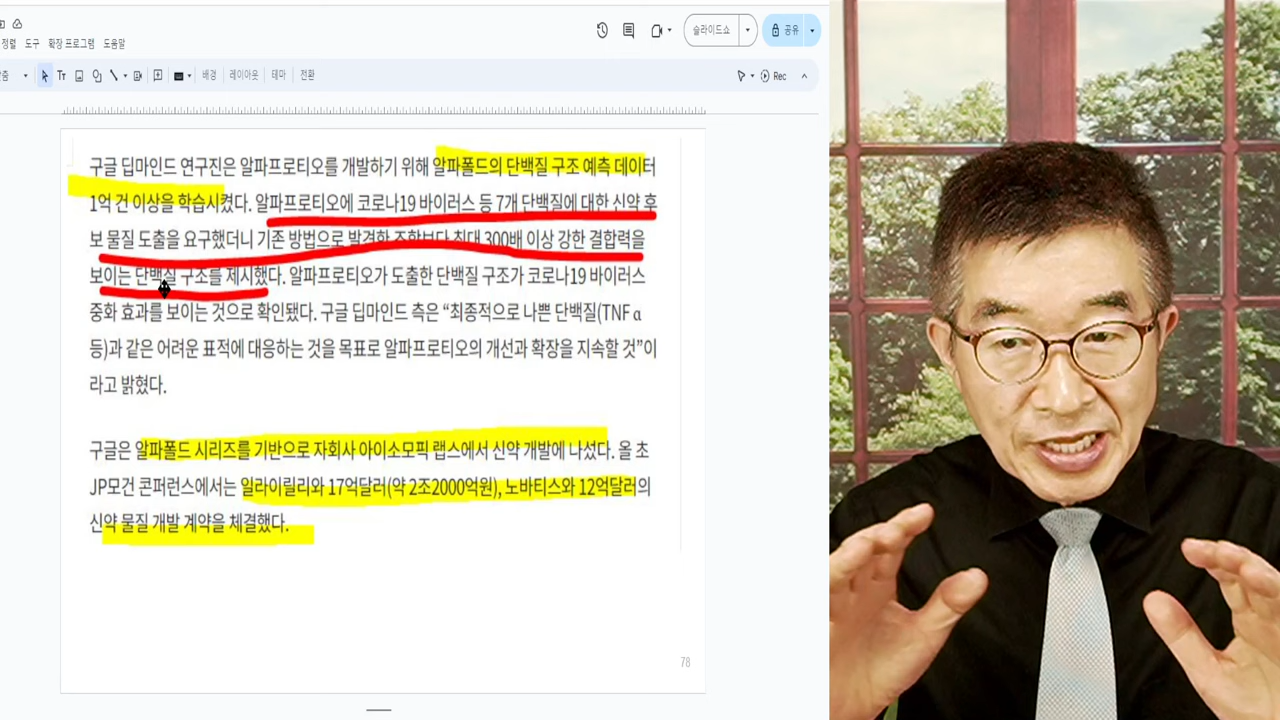 정렬 도구 확장 프로그램 도움말
슬라이드쇼
공유
배경 레이아웃 테마 전환
Rec
구글 딥마인드 연구진은 알파프로티오를 개발하기 위해 알파폴드의 단백질 구조 예측 데이터
1억 건 이상을 학습시켰다. 알파프로티오에 코로나19 바이러스 등 7개 단백질에 대한 신약 후
보 물질 도출을 요구했더니 기존 방법으로 발견한 조합보다 최대 300배 이상 강한 결합력을
보이는 단백질 구조를 제시했다. 알파프로티오가 도출한 단백질 구조가 코로나19 바이러스
중화 효과를 보이는 것으로 확인됐다. 구글 딥마인드 측은 “최종적으로 나쁜 단백질(TNF α
등)과 같은 어려운 표적에 대응하는 것을 목표로 알파프로티오의 개선과 확장을 지속할 것”이
라고 밝혔다.
구글은 알파폴드 시리즈를 기반으로 자회사 아이소모픽 랩스에서 신약 개발에 나섰다. 올 초
JP모건 콘퍼런스에서는 일라이릴리와 17억달러(약 2조2000억원), 노바티스와 12억달러의
신약 물질 개발 계약을 체결했다.
78